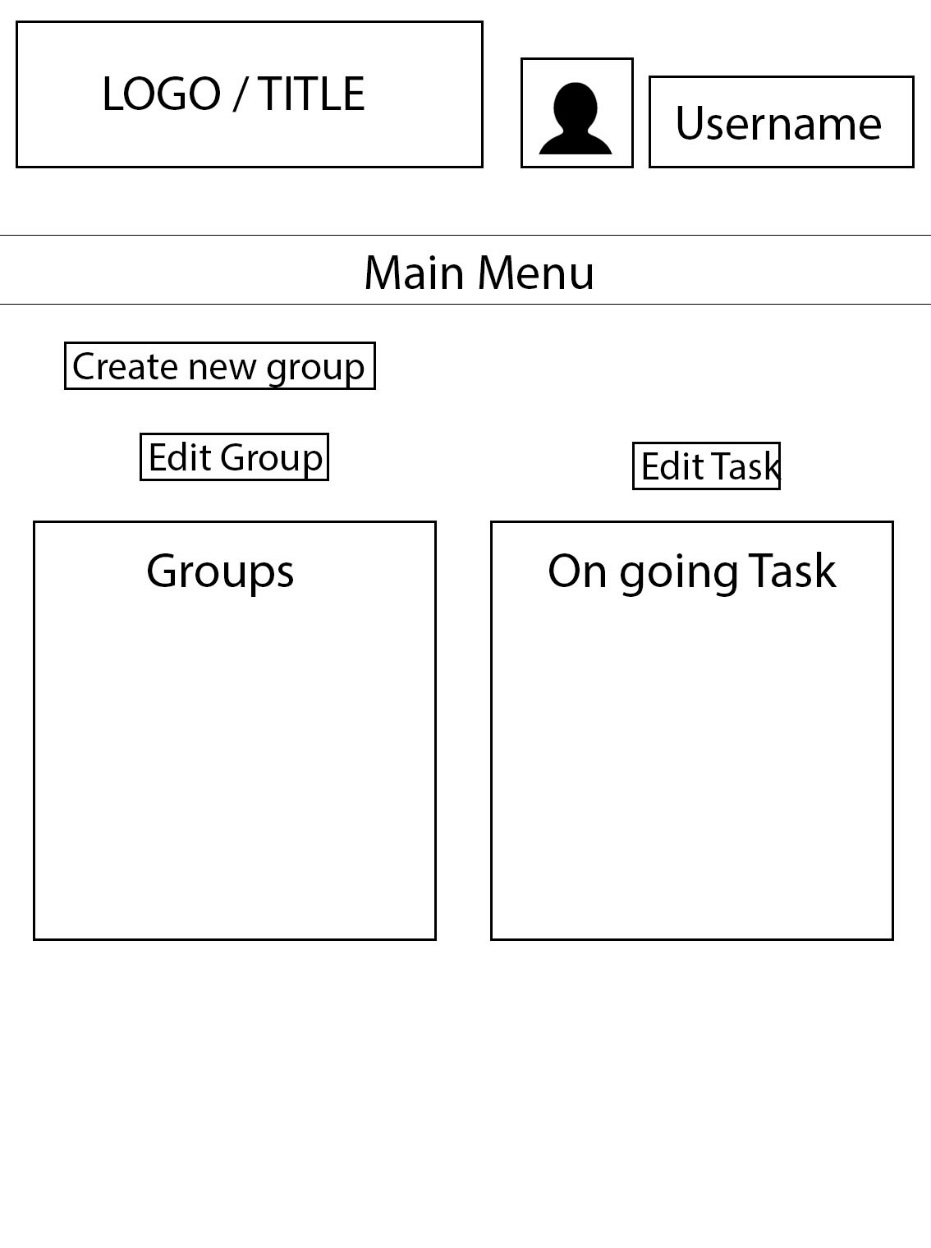 LOGO / TITLE
Username
Main Menu
Create new group
Edit Group
Edit Task
Groups
On going Task